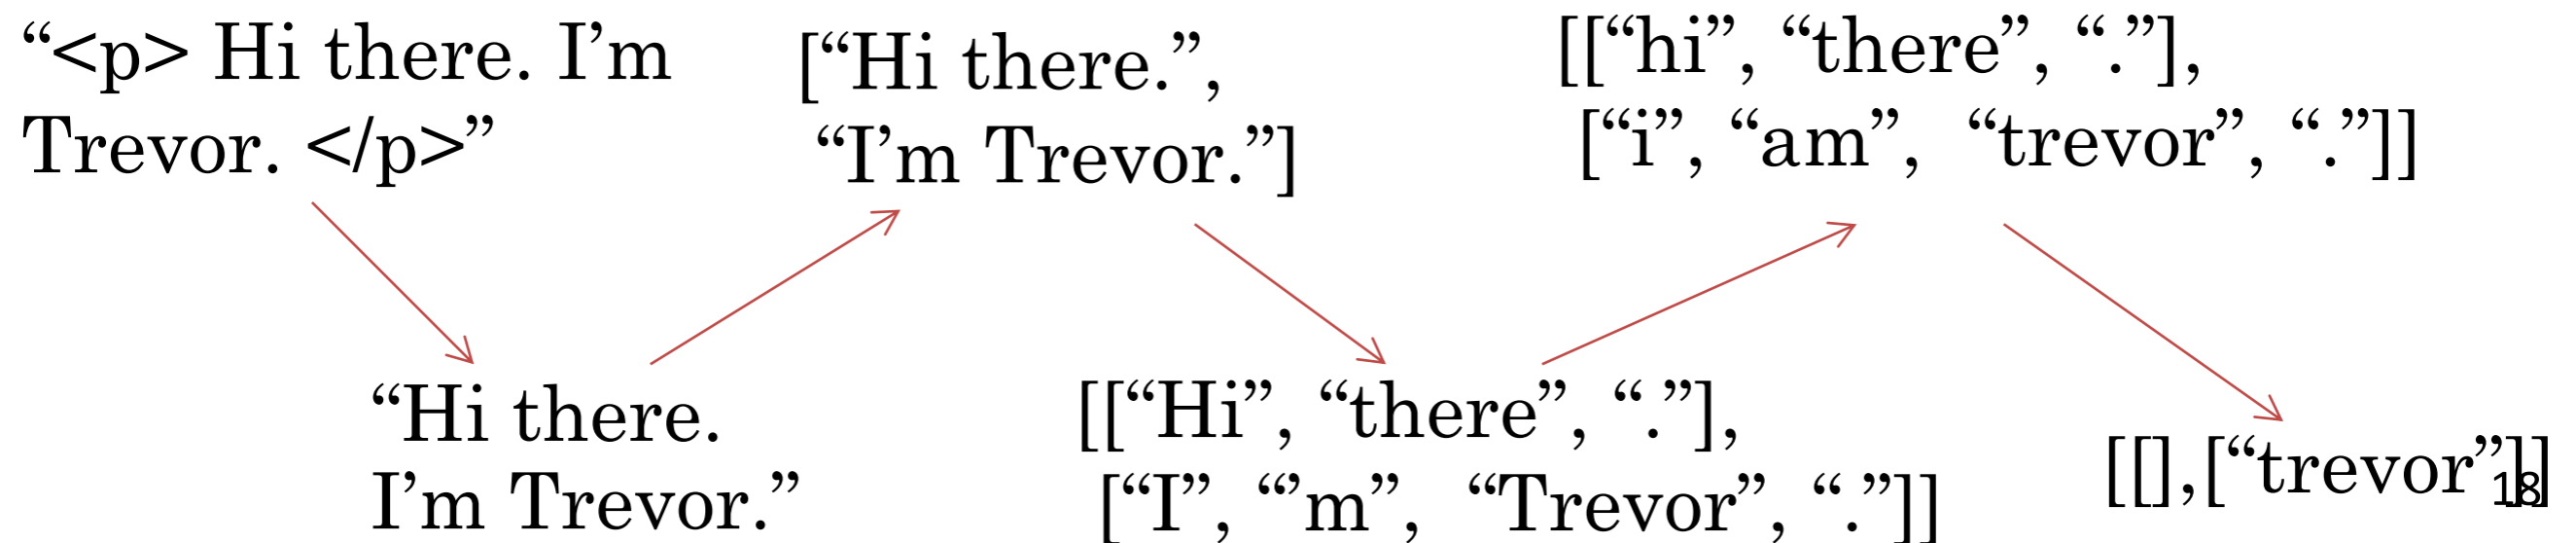 “<p> Hi there. I’m
Trevor. </p>”
“Hi there.
I’m Trevor.”
[“Hi there.”,
“I’m Trevor.”]
[[“Hi”, “there”, “.”],
[“I”, “’m”, “Trevor”, “.”]]
[[“hi”, “there”, “.”],
[“i”, “am”, “trevor”, “.”]]
[[],[“trevor”]]
18